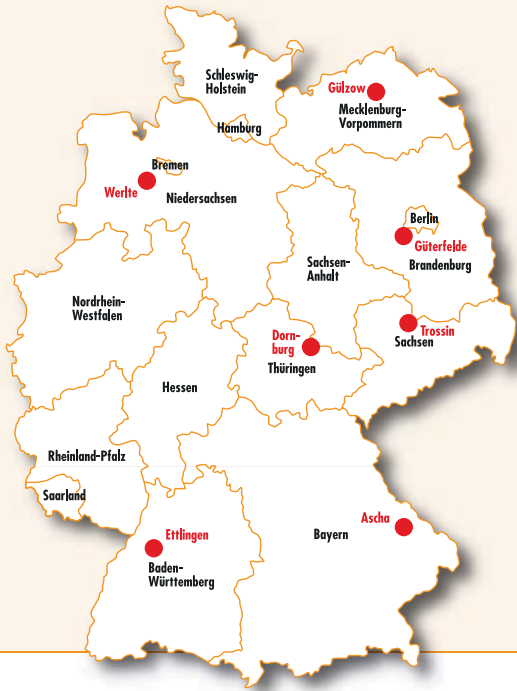 Schleswig-
Holstein
Gülzow
Mecklenburg-
Vorpommern
Hamburg
Bremen
Werlte
Niedersachsen
Berlin
Güterfelde
Brandenburg
Sachsen-
Anhalt
Nordrhein-
Westfalen
Trossin
Sachsen
Dorn-
burg
Thüringen
Hessen
Rheinland-Pfalz
Saarland
Ascha
Bayern
Ettlingen
Baden-
Württemberg